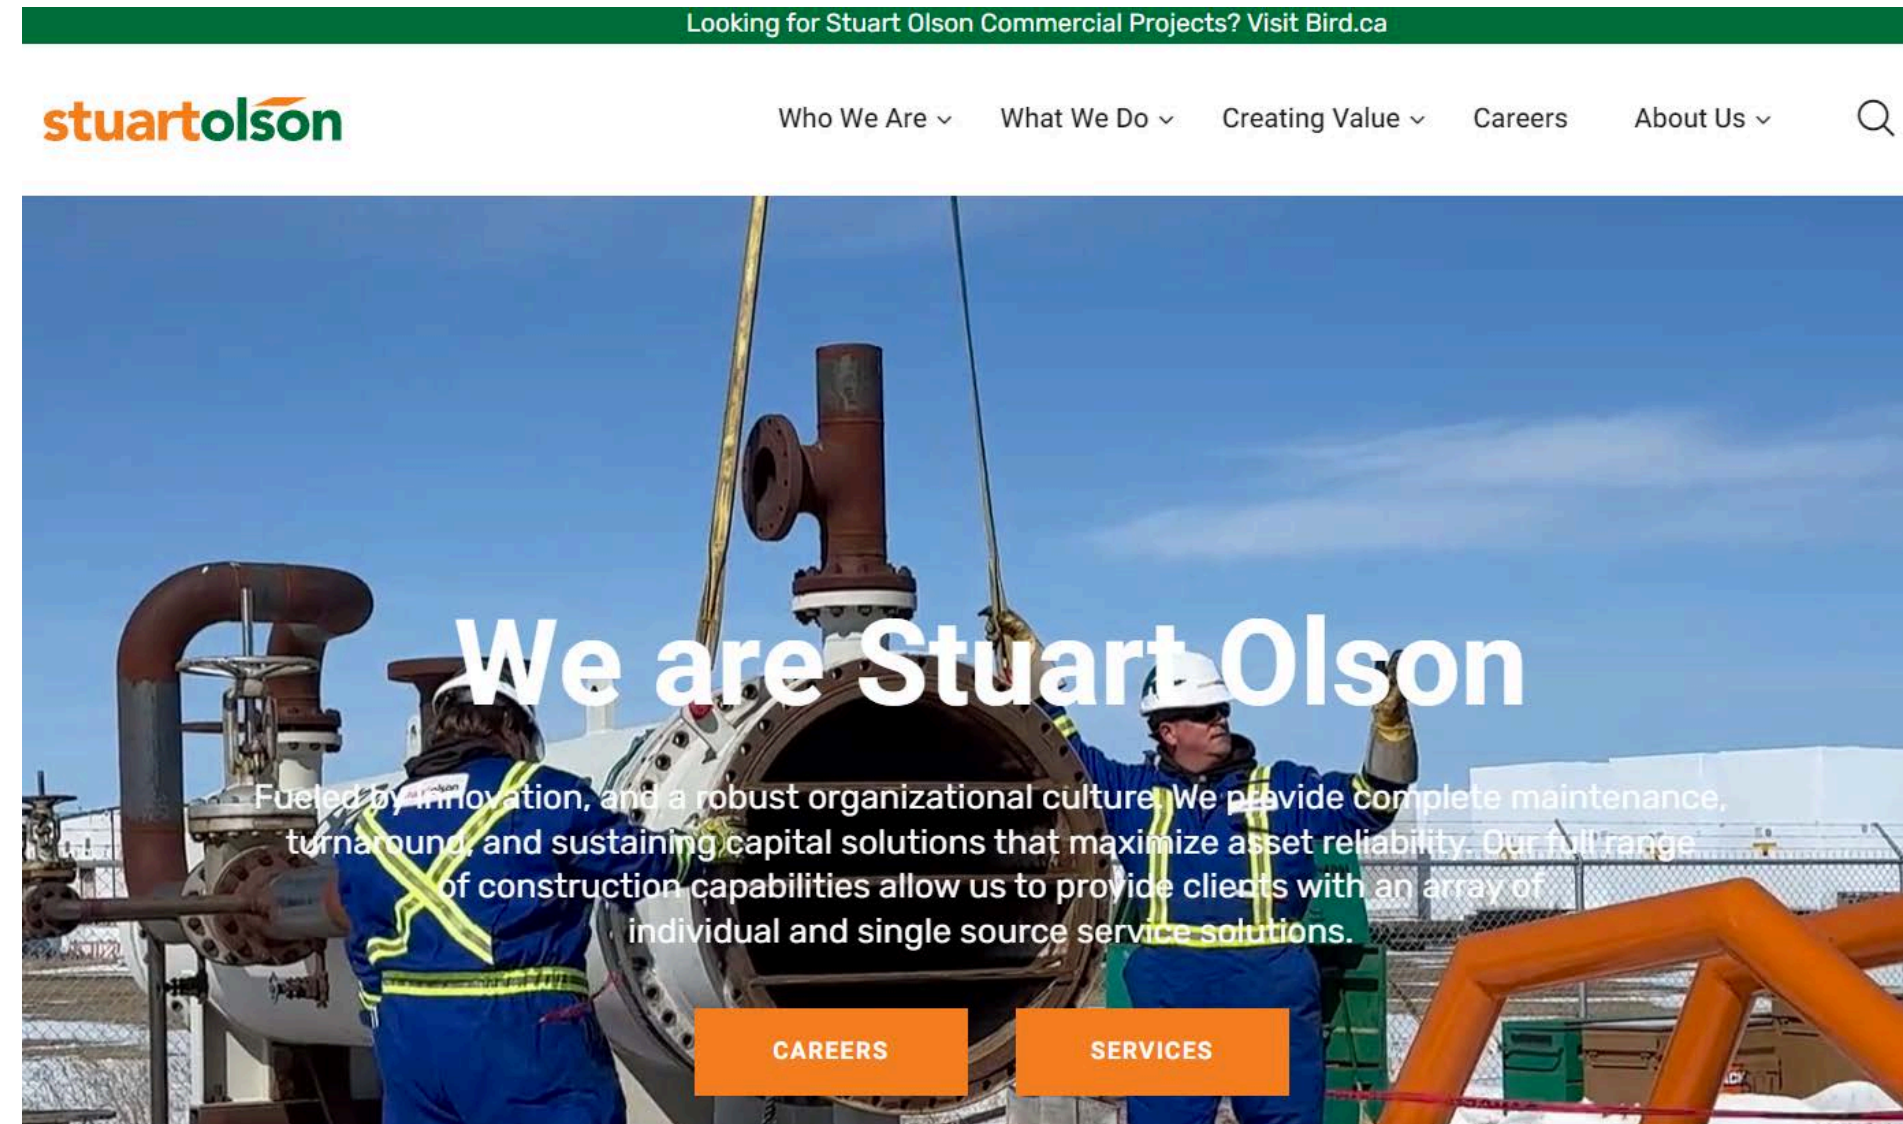 Looking for Stuart Olson Commercial Projects? Visit Bird.ca
stuartolson
Who We Are
What We Do
Creating Value
Careers
About Us
We are Stuart Olson
Fueled by innovation, and a robust organizational culture. We provide complete maintenance,
turnaround, and sustaining capital solutions that maximize asset reliability. Our full range
of construction capabilities allow us to provide clients with an array of
individual and single source service solutions.
CAREERS
SERVICES